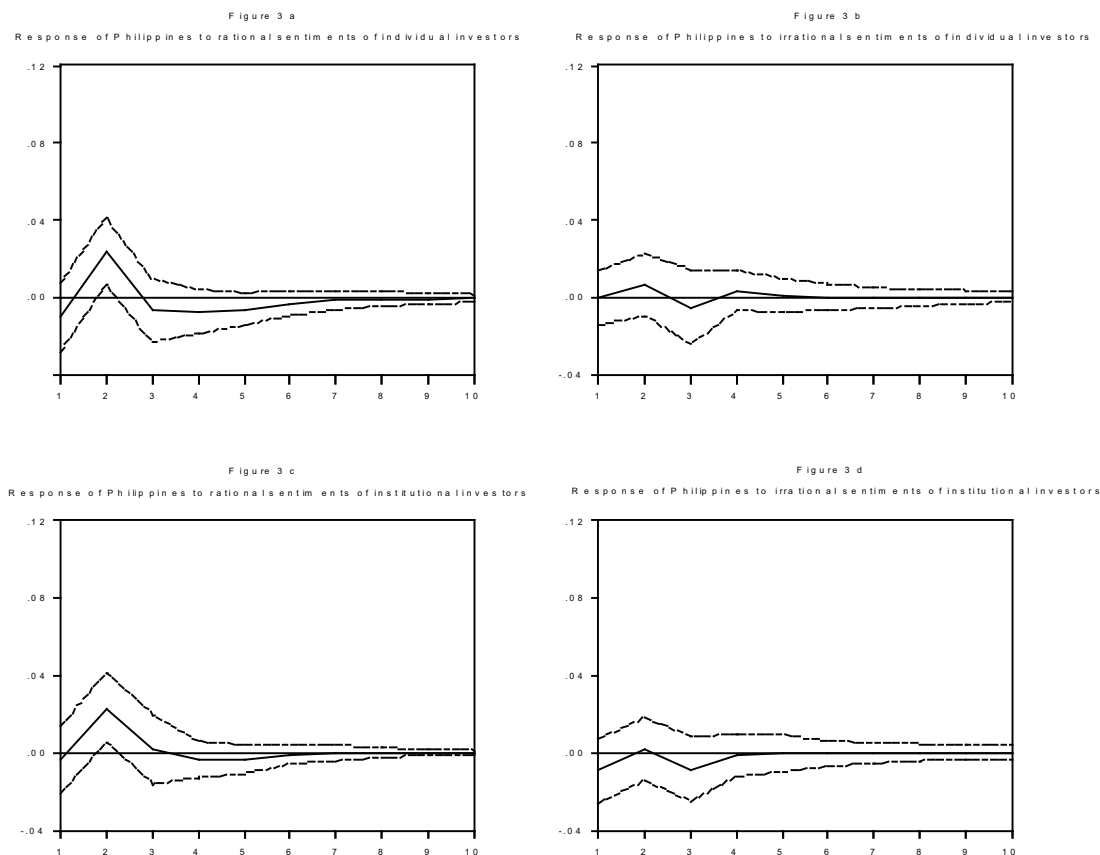 Figure 3a
Response of Philippines to rational sentiments of individual investors
.12
.08
.04
.00
1 2 3 4 5 6 7 8 9 10
Figure 3b
Response of Philippines to irrational sentiments of individual investors
.12
.08
.04
.00
-.04
1 2 3 4 5 6 7 8 9 10
Figure 3c
Response of Philippines to rational sentiments of institutional investors
.12
.08
.04
.00
-.04
1 2 3 4 5 6 7 8 9 10
Figure 3d
Response of Philippines to irrational sentiments of institutional investors
.12
.08
.04
.00
-.04
1 2 3 4 5 6 7 8 9 10